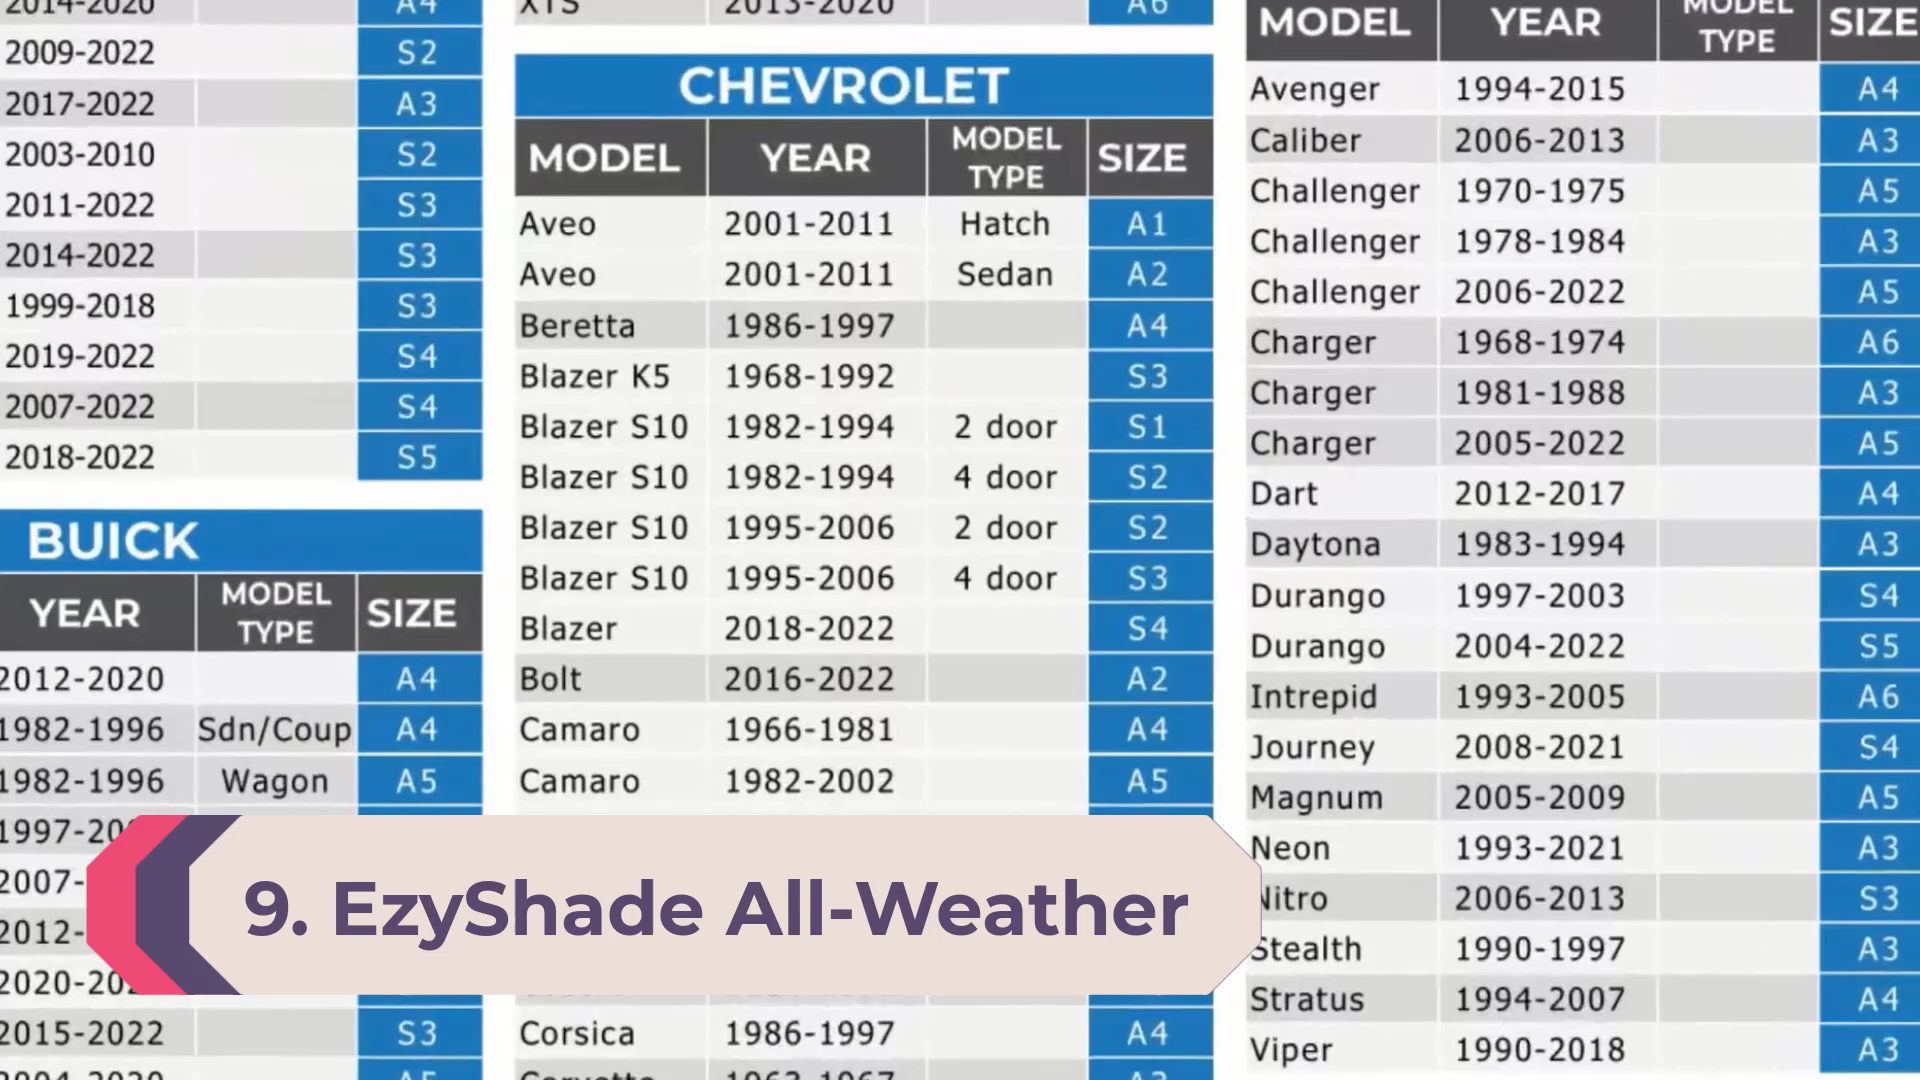 2014-2020 A4
2009-2022 S2
2017-2022 A3
2003-2010 S2
2011-2022 S3
2014-2022 S3
1999-2018 S3
2019-2022 S4
2007-2022 S4
2018-2022 S5
BUICK
YEAR MODEL TYPE SIZE
2012-2020 A4
1982-1996 Sdn/Coup A4
1982-1996 Wagon A5
2015-2022 S3
XTS 2013-2020 A6
CHEVROLET
MODEL YEAR MODEL TYPE SIZE
Aveo 2001-2011 Hatch A1
Aveo 2001-2011 Sedan A2
Beretta 1986-1997 A4
Blazer K5 1968-1992 S3
Blazer S10 1982-1994 2 door S1
Blazer S10 1982-1994 4 door S2
Blazer S10 1995-2006 2 door S2
Blazer S10 1995-2006 4 door S3
Blazer 2018-2022 S4
Bolt 2016-2022 A2
Camaro 1966-1981 A4
Camaro 1982-2002 A5
Corsica 1986-1997 A4
MODEL YEAR MODEL TYPE SIZE
Avenger 1994-2015 A4
Caliber 2006-2013 A3
Challenger 1970-1975 A5
Challenger 1978-1984 A3
Challenger 2006-2022 A5
Charger 1968-1974 A6
Charger 1981-1988 A3
Charger 2005-2022 A5
Dart 2012-2017 A4
Daytona 1983-1994 A3
Durango 1997-2003 S4
Durango 2004-2022 S5
Intrepid 1993-2005 A6
Journey 2008-2021 S4
Magnum 2005-2009 A5
Neon 1993-2021 A3
Nitro 2006-2013 S3
Stealth 1990-1997 A3
Stratus 1994-2007 A4
Viper 1990-2018 A3
9. EzyShade All-Weather